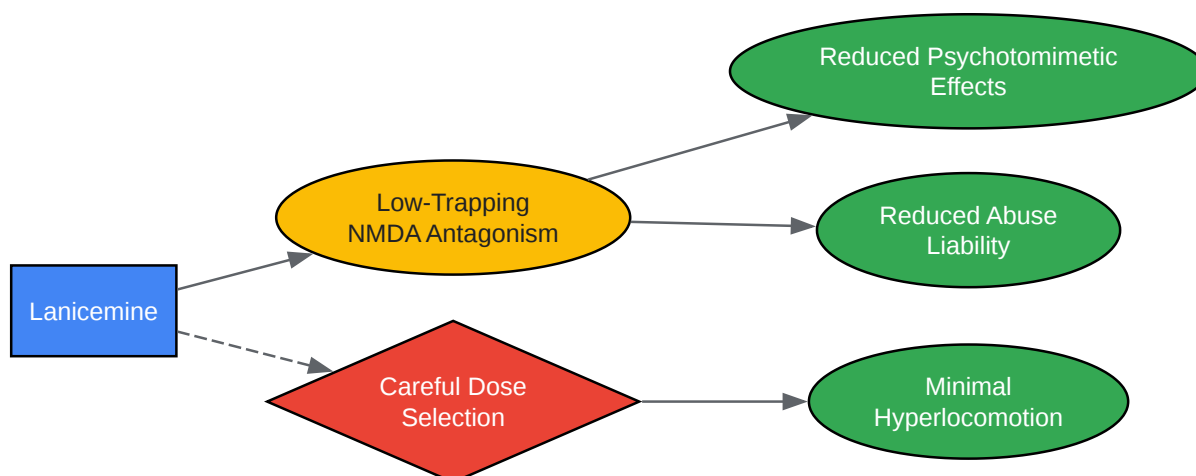 Reduced Psychotomimetic
Effects
Low-Trapping
NMDA Antagonism
Reduced Abuse
Liability
Lanicemine
Careful Dose
Selection
Minimal
Hyperlocomotion